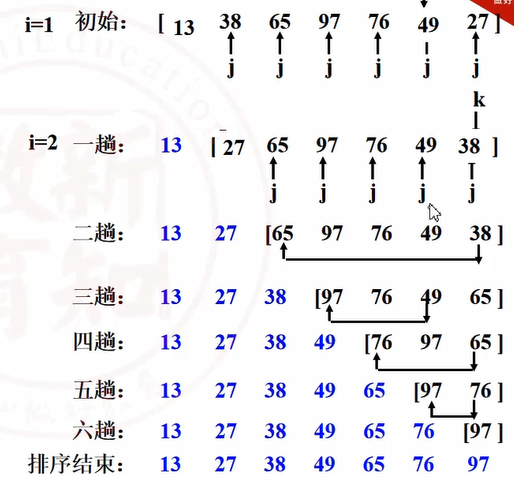 i=1 初始： [ 13 38 65 97 76 49 27 ]
j j j j j j
k
i=2 一趟： 13 [ 27 65 97 76 49 38 ]
j j j j j
二趟： 13 27 [65 97 76 49 38 ]
三趟： 13 27 38 [97 76 49 65 ]
四趟： 13 27 38 49 [76 97 65 ]
五趟： 13 27 38 49 65 [97 76 ]
六趟： 13 27 38 49 65 76 [97 ]
排序结束： 13 27 38 49 65 76 97